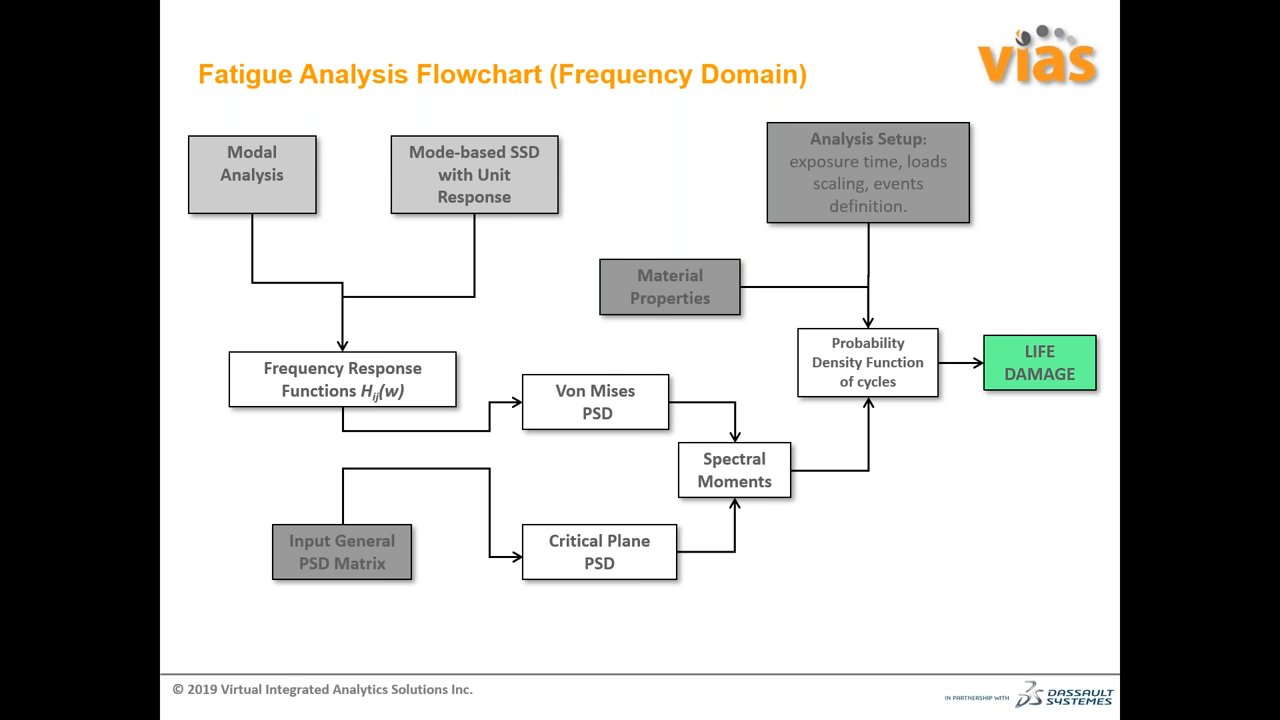 Fatigue Analysis Flowchart (Frequency Domain)
vias
Modal
Analysis
Mode-based SSD
with Unit
Response
Analysis Setup:
exposure time, loads
scaling, events
definition.
Material
Properties
Probability
Density Function
of cycles
LIFE
DAMAGE
Frequency Response
Functions Hij(w)
Von Mises
PSD
Spectral
Moments
Input General
PSD Matrix
Critical Plane
PSD
© 2019 Virtual Integrated Analytics Solutions Inc.
IN PARTNERSHIP WITH
DASSAULT
SYSTEMES